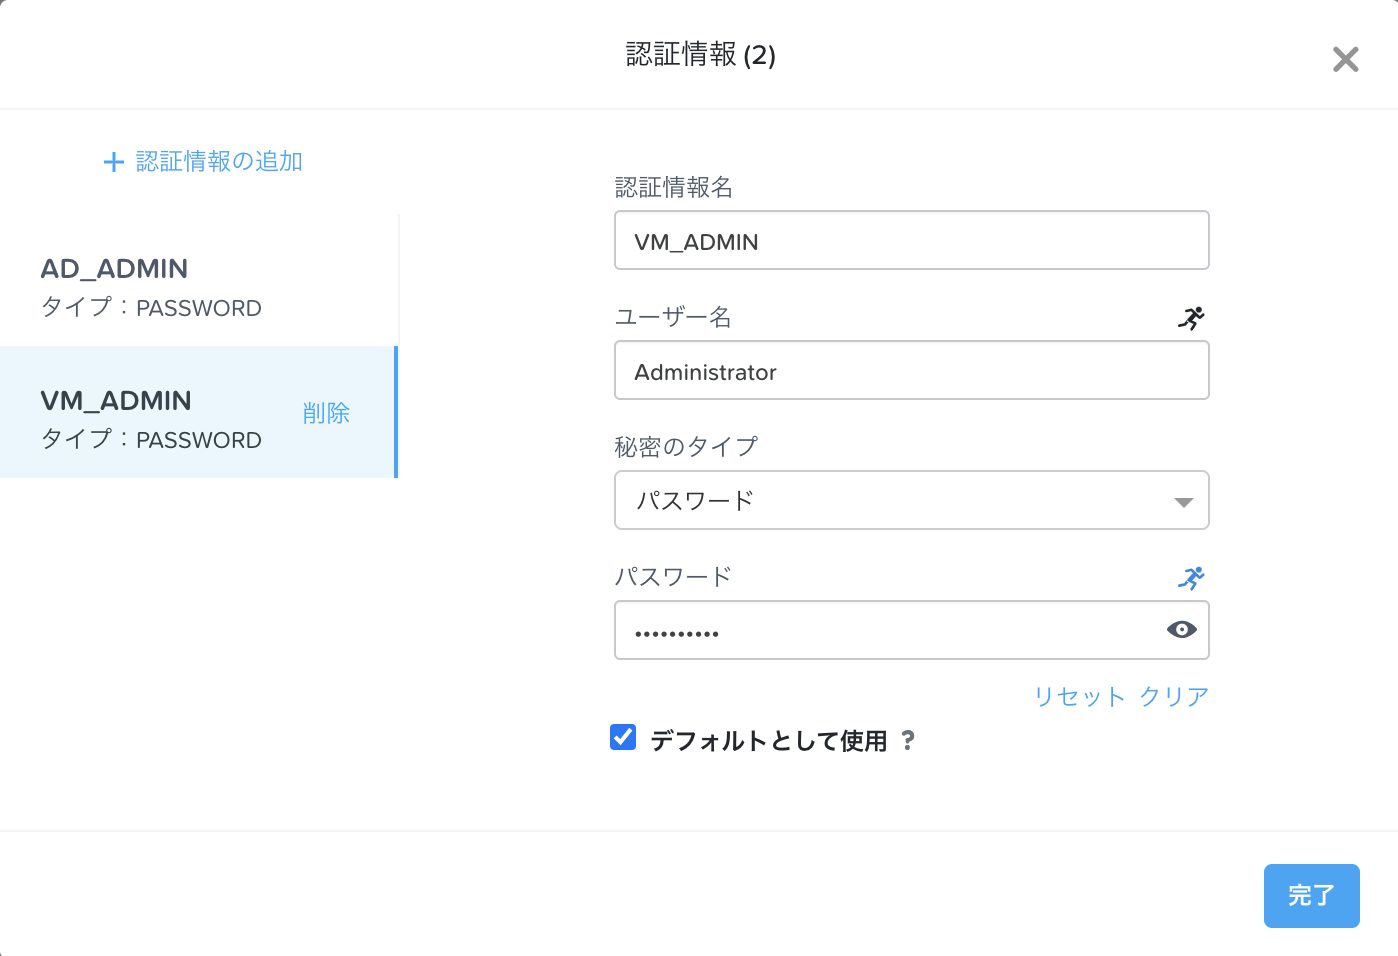 認証情報 (2)
認証情報の追加
AD_ADMIN
タイプ：PASSWORD
VM_ADMIN
タイプ：PASSWORD
削除
認証情報名
VM_ADMIN
ユーザー名
Administrator
秘密のタイプ
パスワード
パスワード
••••••••••
リセット クリア
デフォルトとして使用 ?
完了